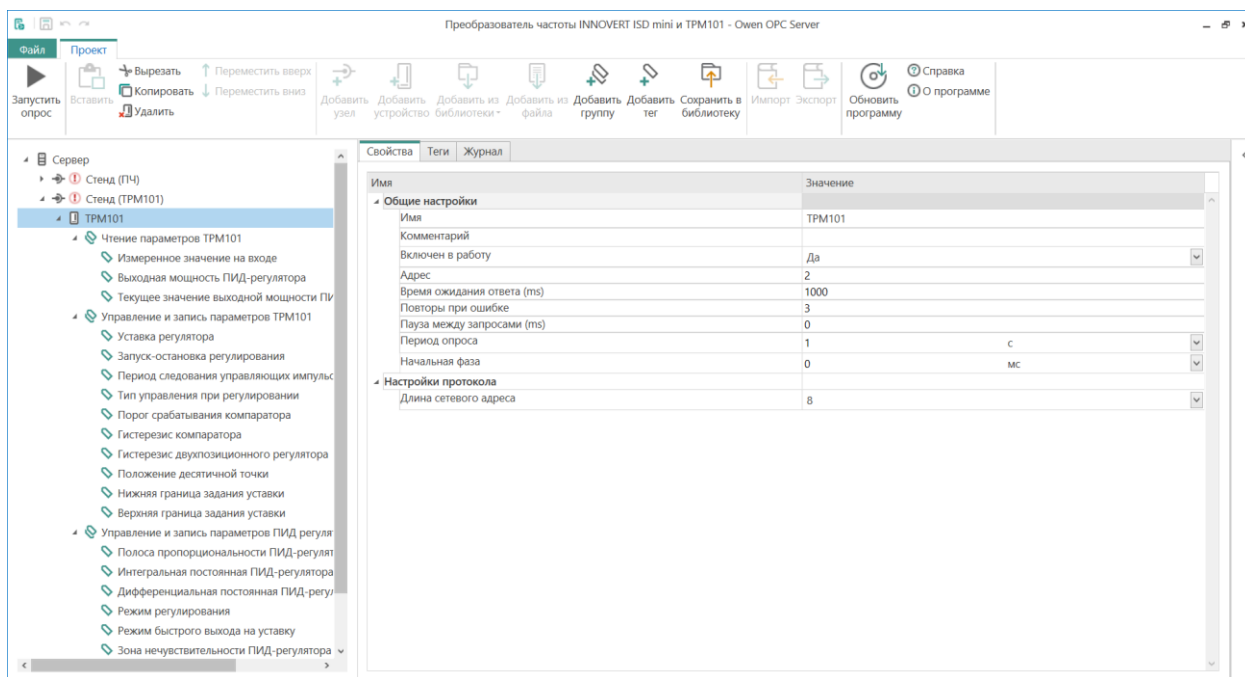 Преобразователь частоты INNOVERT ISD mini и ТРМ101 - Owen OPC Server
Файл Проект
Запустить опрос
Вставить
Вырезать
Копировать
Удалить
Переместить вверх
Переместить вниз
Добавить узел
Добавить устройство
Добавить из библиотеки
Добавить из файла
Добавить группу
Добавить тег
Сохранить в библиотеку
Импорт
Экспорт
Обновить программу
Справка
О программе
Сервер
Стенд (ПЧ)
Стенд (ТРМ101)
ТРМ101
Чтение параметров ТРМ101
Измеренное значение на входе
Выходная мощность ПИД-регулятора
Текущее значение выходной мощности ПИ
Управление и запись параметров ТРМ101
Уставка регулятора
Запуск-остановка регулирования
Период следования управляющих импульс
Тип управления при регулировании
Порог срабатывания компаратора
Гистерезис компаратора
Гистерезис двухпозиционного регулятора
Положение десятичной точки
Нижняя граница задания уставки
Верхняя граница задания уставки
Управление и запись параметров ПИД регуля
Полоса пропорциональности ПИД-регулят
Интегральная постоянная ПИД-регулятора
Дифференциальная постоянная ПИД-регу
Режим регулирования
Режим быстрого выхода на уставку
Зона нечувствительности ПИД-регулятора
Свойства Теги Журнал
Имя Значение
Общие настройки
Имя ТРМ101
Комментарий
Включен в работу Да
Адрес 2
Время ожидания ответа (ms) 1000
Повторы при ошибке 3
Пауза между запросами (ms) 0
Период опроса 1 с
Начальная фаза 0 мс
Настройки протокола
Длина сетевого адреса 8